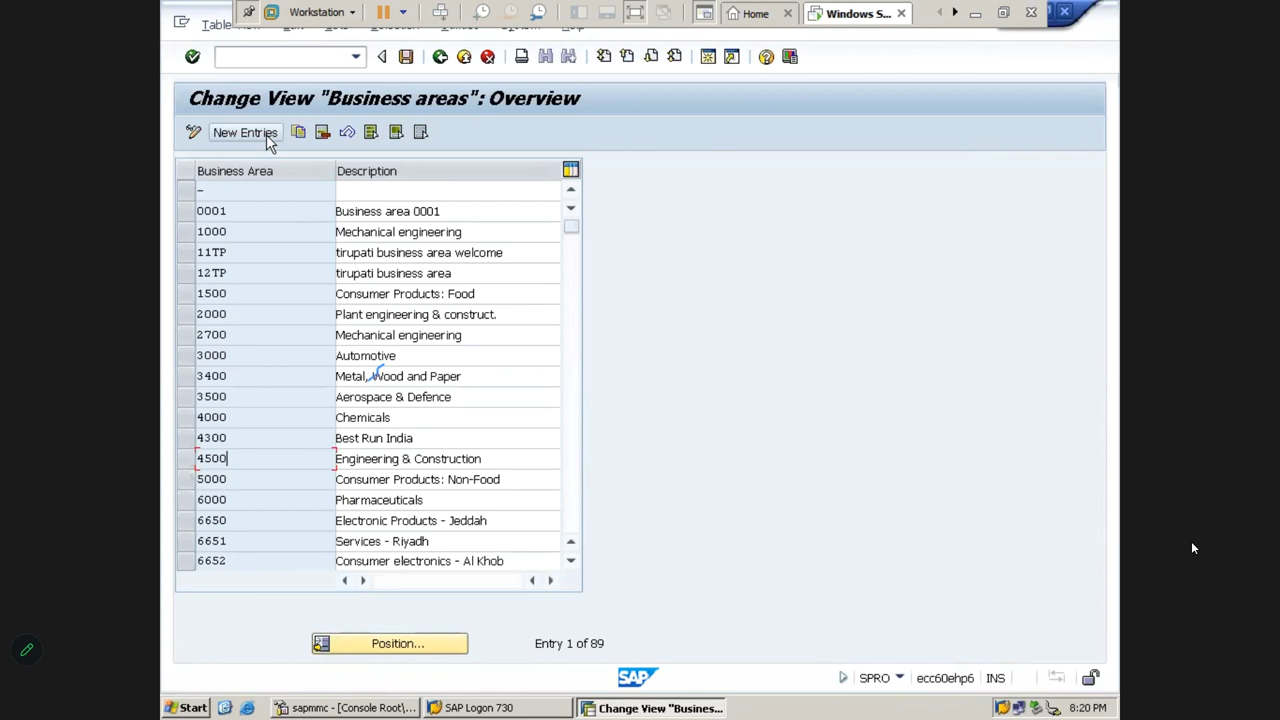 Workstation
Home
Windows S...
Change View "Business areas": Overview
New Entries
Business Area Description
–
0001 Business area 0001
1000 Mechanical engineering
11TP tirupati business area welcome
12TP tirupati business area
1500 Consumer Products: Food
2000 Plant engineering & construct.
2700 Mechanical engineering
3000 Automotive
3400 Metal, Wood and Paper
3500 Aerospace & Defence
4000 Chemicals
4300 Best Run India
4500 Engineering & Construction
5000 Consumer Products: Non-Food
6000 Pharmaceuticals
6650 Electronic Products - Jeddah
6651 Services - Riyadh
6652 Consumer electronics - Al Khob
Position... Entry 1 of 89
SAP SPRO ecc60ehp6 INS
Start sapmmc - [Console Root\... SAP Logon 730 Change View "Busines... 8:20 PM